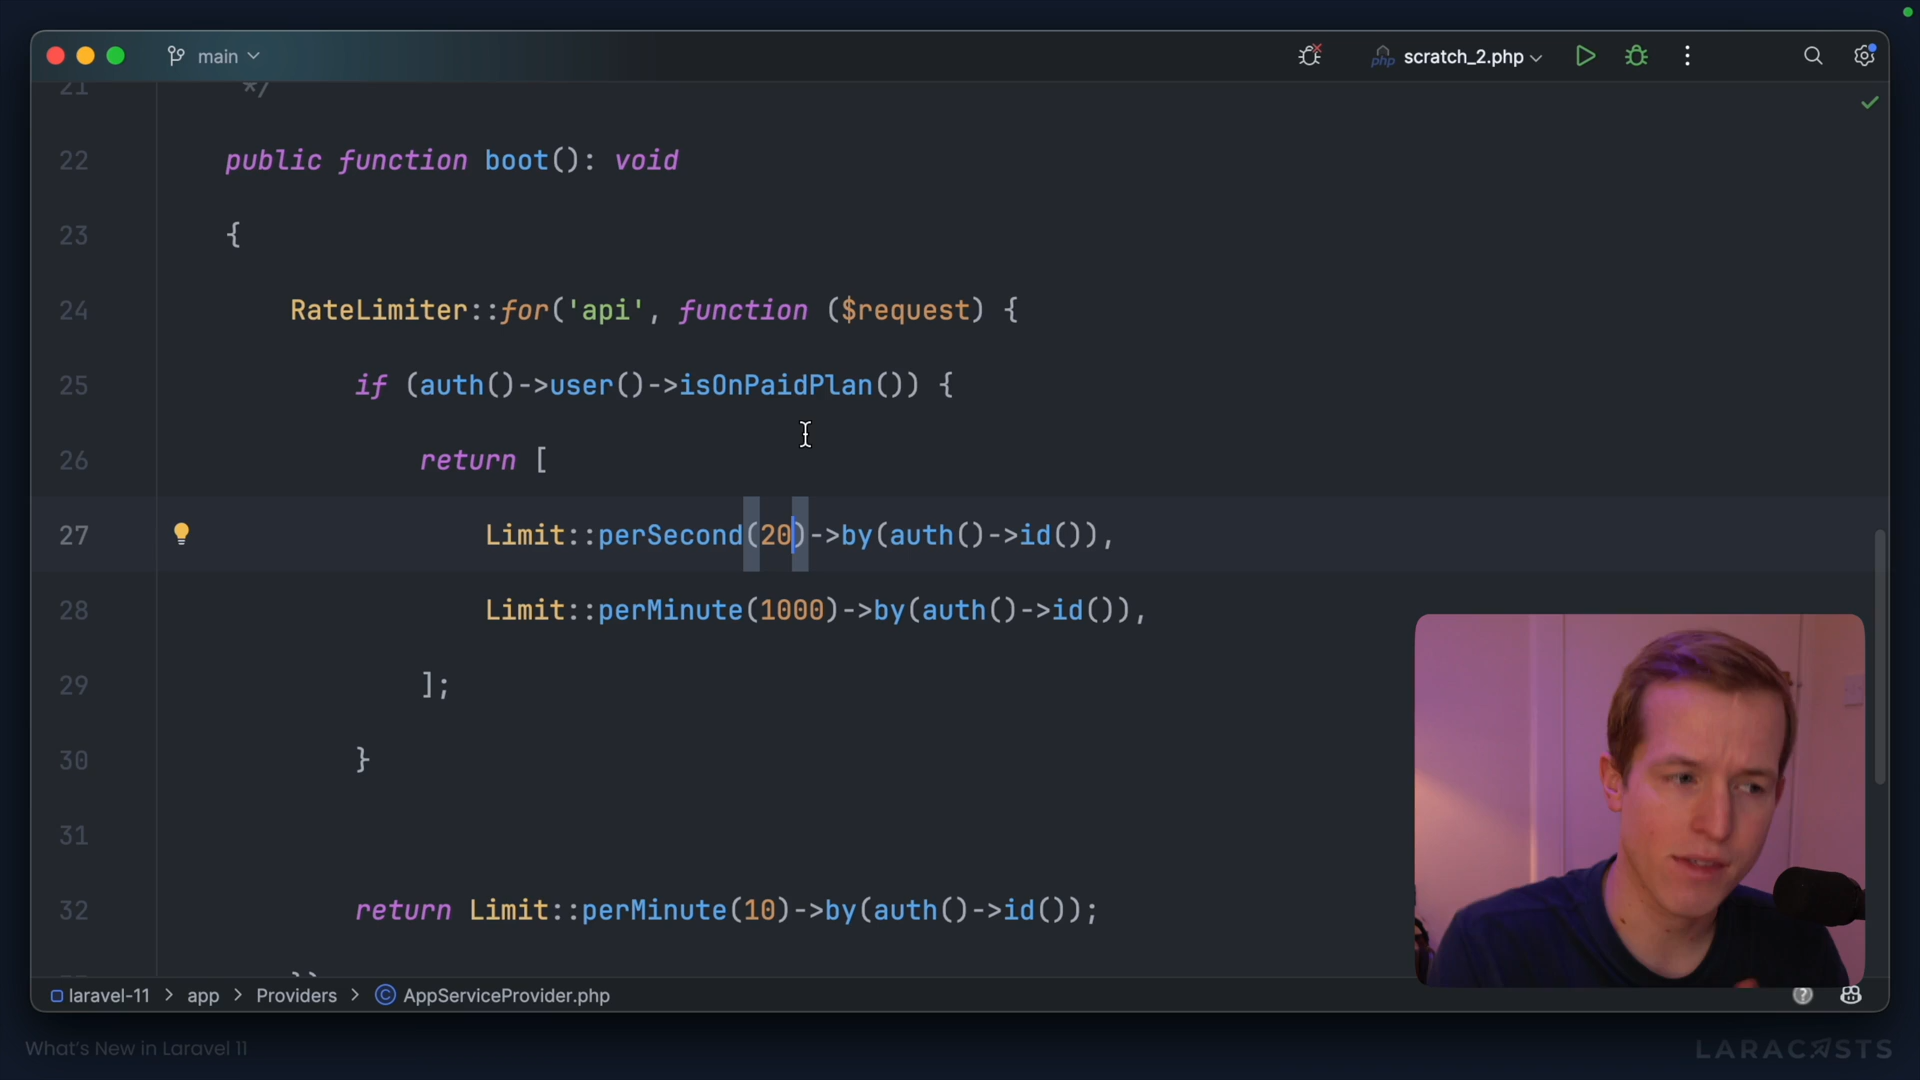 main
scratch_2.php
21 */
22 public function boot(): void
23 {
24 RateLimiter::for('api', function ($request) {
25 if (auth()->user()->isOnPaidPlan()) {
26 return [
27 Limit::perSecond(20)->by(auth()->id()),
28 Limit::perMinute(1000)->by(auth()->id()),
29 ];
30 }
31
32 return Limit::perMinute(10)->by(auth()->id());
})
laravel-11 > app > Providers > AppServiceProvider.php
What's New in Laravel 11
LARACASTS